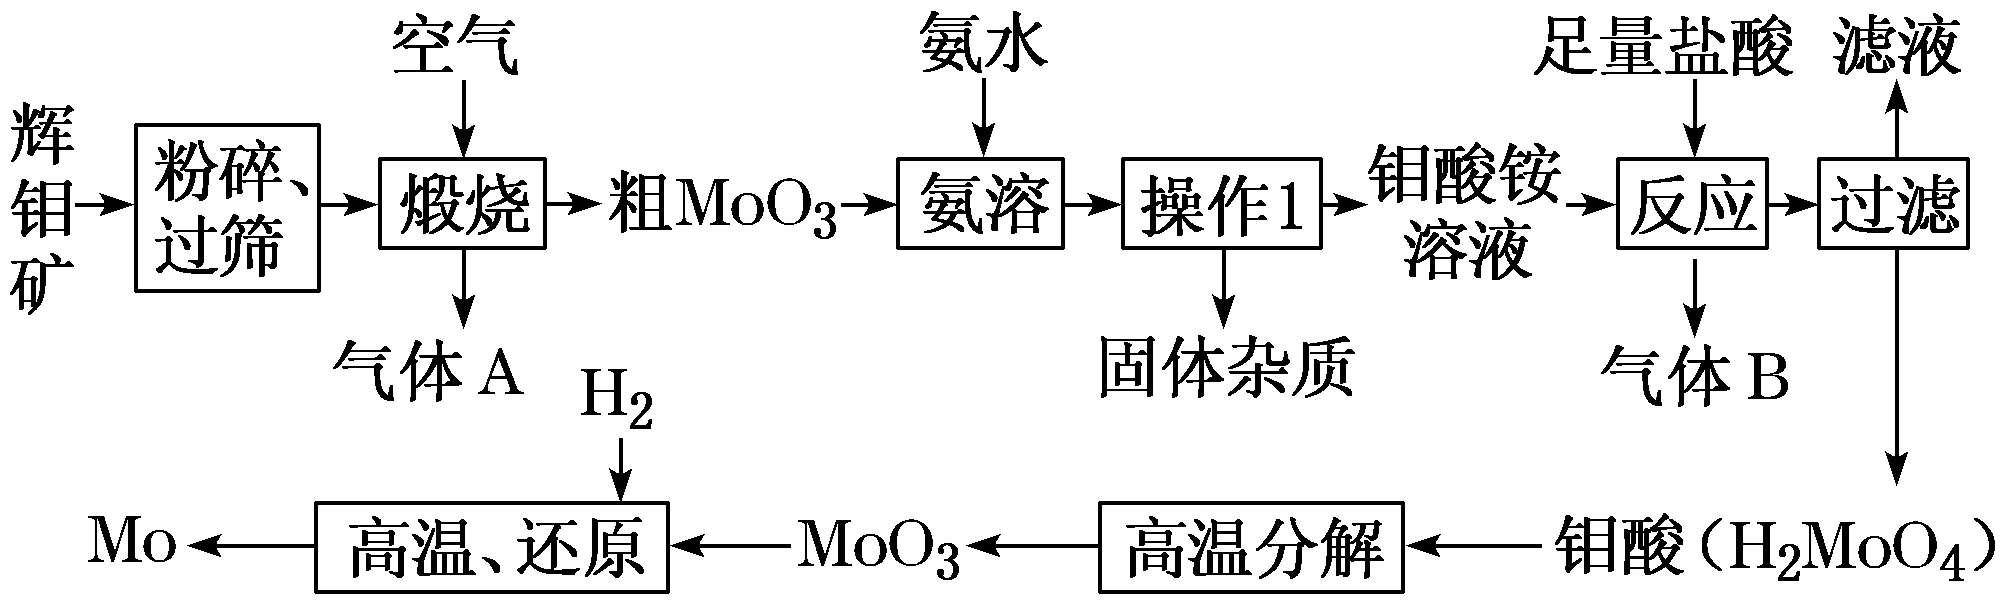 空气
氨水
足量盐酸
滤液
辉
钼
矿
粉碎、
过筛
煅烧
粗MoO3
氨溶
操作1
钼酸铵
溶液
反应
过滤
气体A
固体杂质
气体B
H2
Mo
高温、还原
MoO3
高温分解
钼酸(H2MoO4)